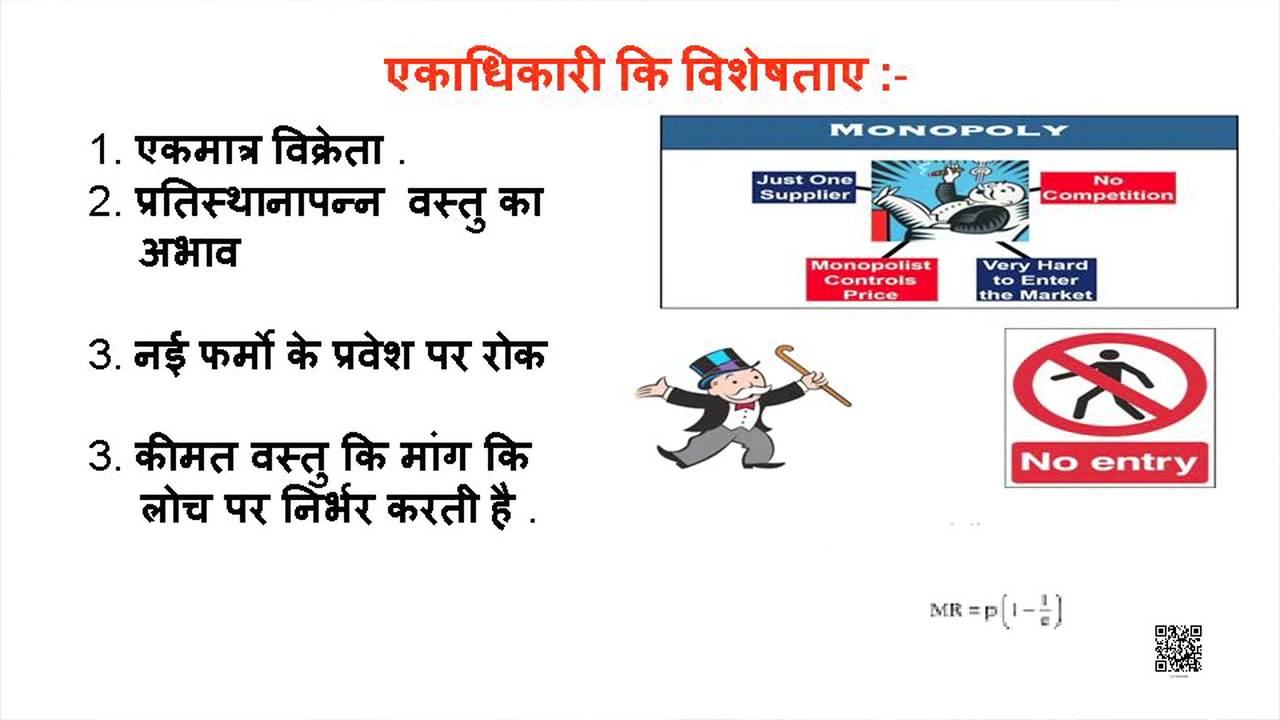 एकाधिकारी कि विशेषताए :-
1. एकमात्र विक्रेता .
2. प्रतिस्थानापन्न वस्तु का
अभाव
3. नई फर्मो के प्रवेश पर रोक
3. कीमत वस्तु कि मांग कि
लोच पर निर्भर करती है .
MONOPOLY
Just One
Supplier
No
Competition
Monopolist
Controls
Price
Very Hard
to Enter
the Market
No entry
MR = p(1 - 1/e)